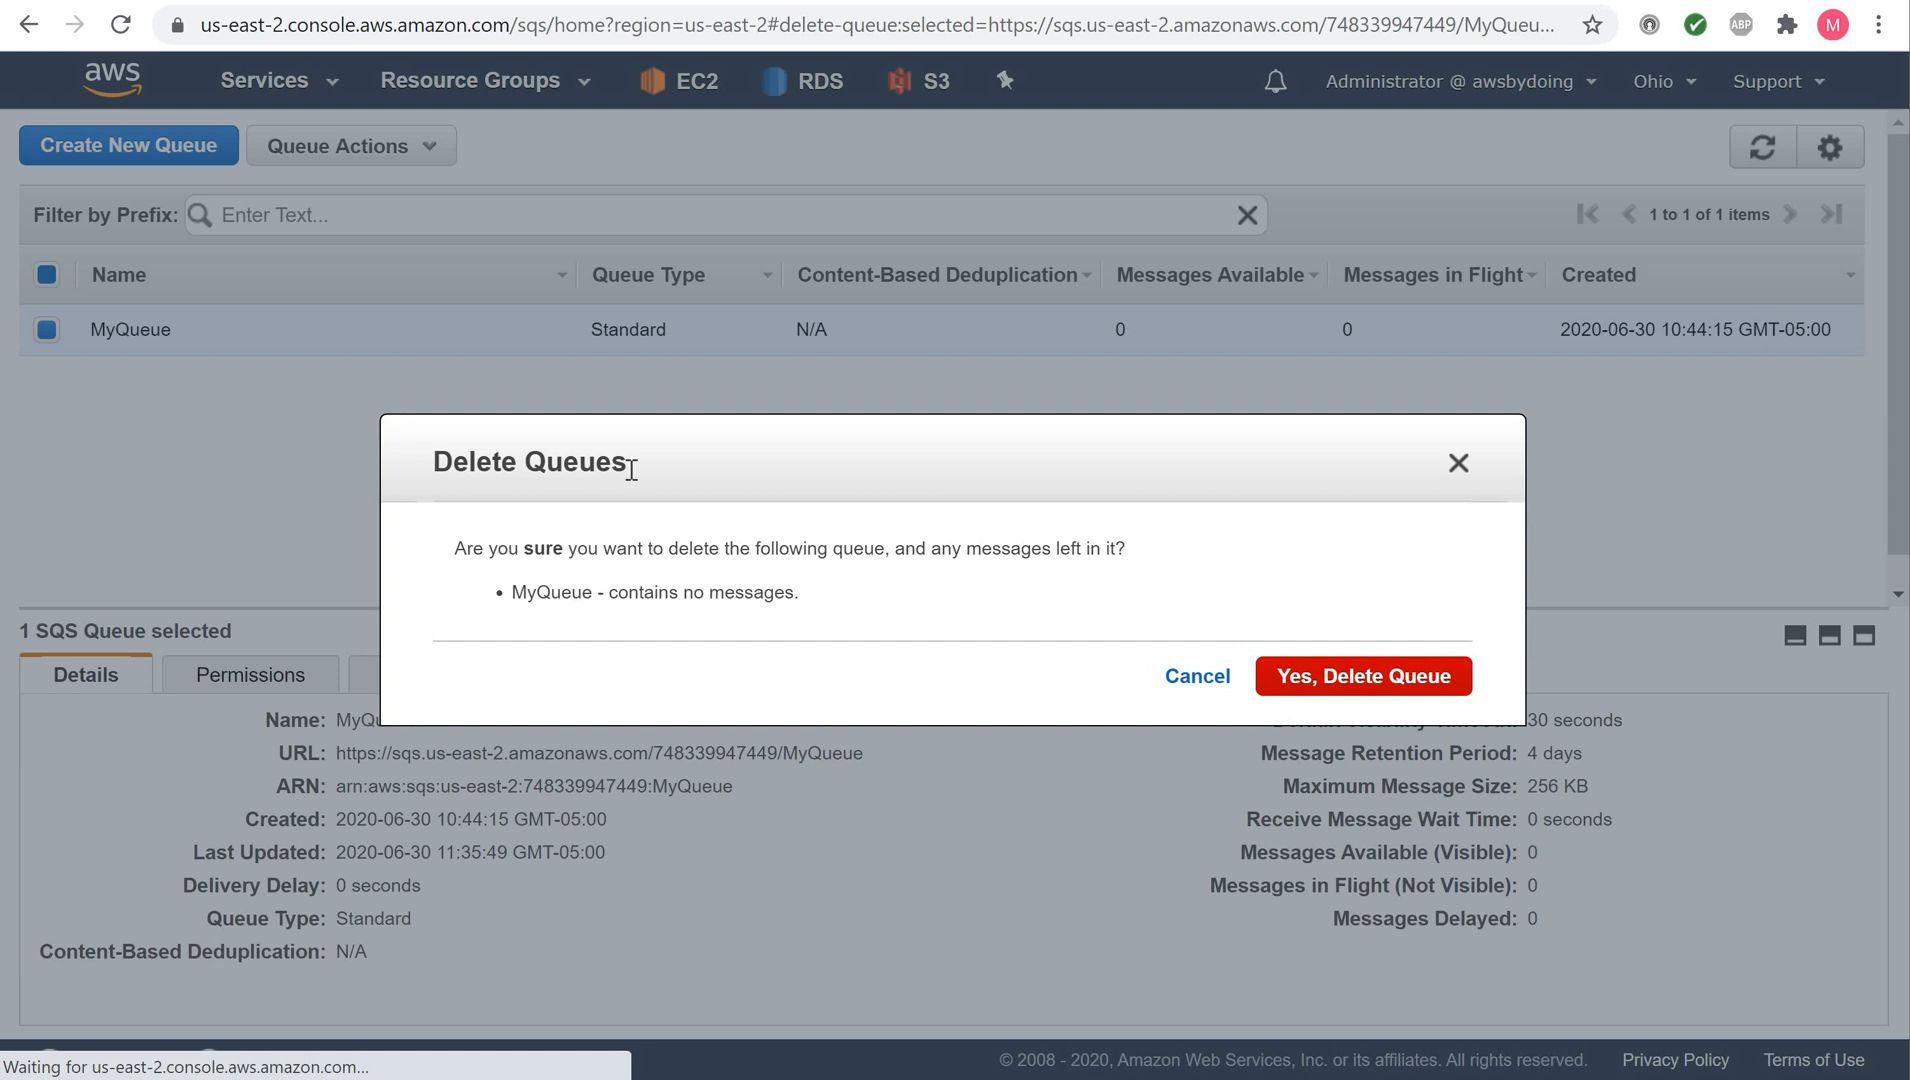 us-east-2.console.aws.amazon.com/sqs/home?region=us-east-2#delete-queue:selected=https://sqs.us-east-2.amazonaws.com/748339947449/MyQueu...
ABP
M
aws
Services
Resource Groups
EC2
RDS
S3
Administrator @ awsbydoing
Ohio
Support
Create New Queue
Queue Actions
Filter by Prefix:
Enter Text...
1 to 1 of 1 items
Name Queue Type Content-Based Deduplication Messages Available Messages in Flight Created
MyQueue Standard N/A 0 0 2020-06-30 10:44:15 GMT-05:00
Delete Queues
Are you sure you want to delete the following queue, and any messages left in it?
• MyQueue - contains no messages.
Cancel
Yes, Delete Queue
1 SQS Queue selected
Details
Permissions
Name: MyQu
URL: https://sqs.us-east-2.amazonaws.com/748339947449/MyQueue
ARN: arn:aws:sqs:us-east-2:748339947449:MyQueue
Created: 2020-06-30 10:44:15 GMT-05:00
Last Updated: 2020-06-30 11:35:49 GMT-05:00
Delivery Delay: 0 seconds
Queue Type: Standard
Content-Based Deduplication: N/A
30 seconds
Message Retention Period: 4 days
Maximum Message Size: 256 KB
Receive Message Wait Time: 0 seconds
Messages Available (Visible): 0
Messages in Flight (Not Visible): 0
Messages Delayed: 0
Waiting for us-east-2.console.aws.amazon.com...
© 2008 - 2020, Amazon Web Services, Inc. or its affiliates. All rights reserved.
Privacy Policy
Terms of Use